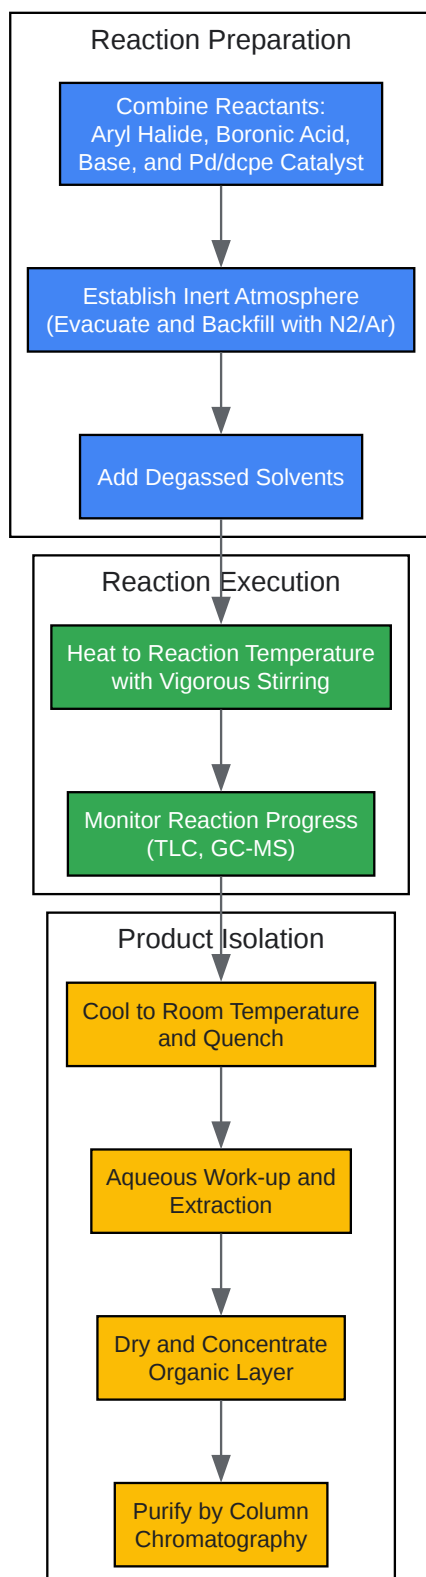 Reaction Preparation
Combine Reactants:
Aryl Halide, Boronic Acid,
Base, and Pd/dcpe Catalyst
Establish Inert Atmosphere
(Evacuate and Backfill with N2/Ar)
Add Degassed Solvents
Reaction Execution
Heat to Reaction Temperature
with Vigorous Stirring
Monitor Reaction Progress
(TLC, GC-MS)
Product Isolation
Cool to Room Temperature
and Quench
Aqueous Work-up and
Extraction
Dry and Concentrate
Organic Layer
Purify by Column
Chromatography